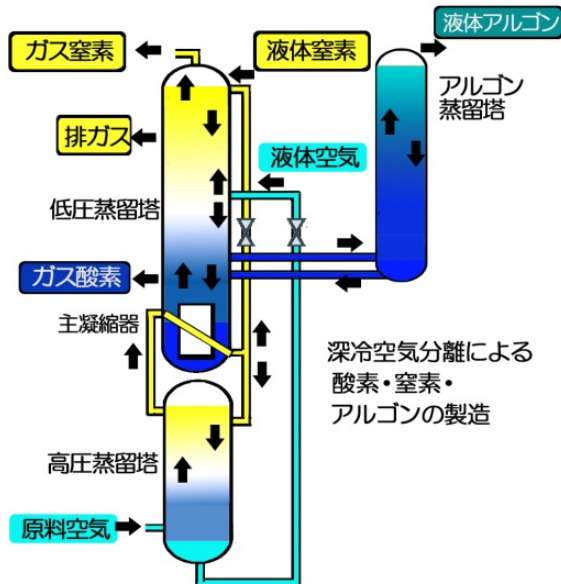 ガス窒素
液体窒素
液体アルゴン
アルゴン
蒸留塔
排ガス
液体空気
低圧蒸留塔
ガス酸素
主凝縮器
深冷空気分離による
酸素・窒素・
アルゴンの製造
高圧蒸留塔
原料空気